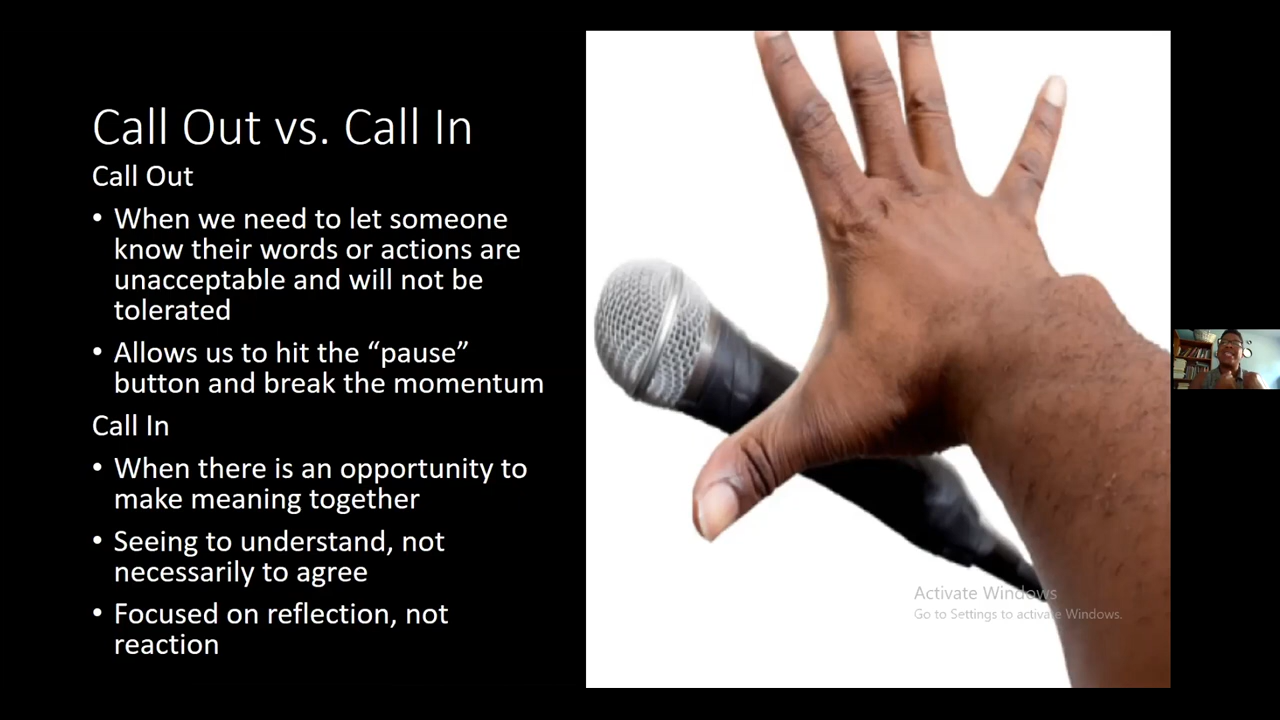 Call Out vs. Call In
Call Out
• When we need to let someone
know their words or actions are
unacceptable and will not be
tolerated
• Allows us to hit the “pause”
button and break the momentum
Call In
• When there is an opportunity to
make meaning together
• Seeing to understand, not
necessarily to agree
• Focused on reflection, not
reaction
Activate Windows
Go to Settings to activate Windows.